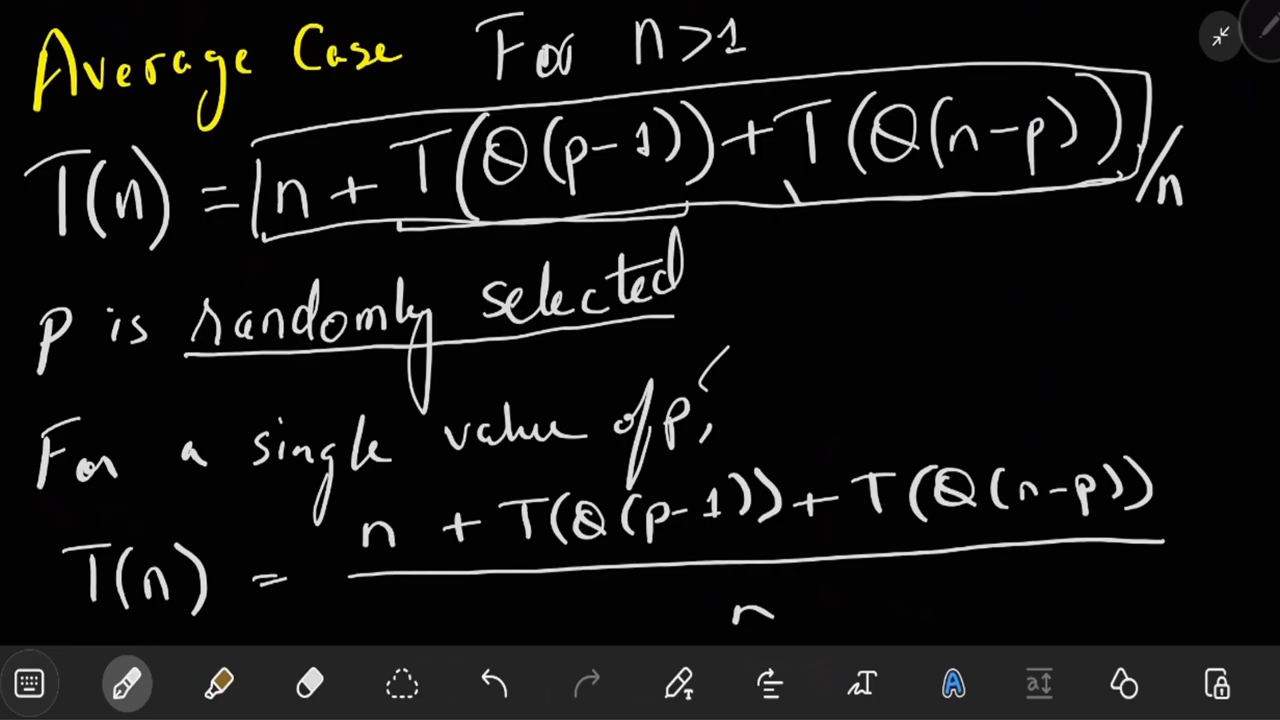 Average Case For n>1
T(n) = n + T(Q(p-1)) + T(Q(n-p)) / n
p is randomly selected
For a single value of p,
n + T(Q(p-1)) + T(Q(n-p))
T(n) =
n